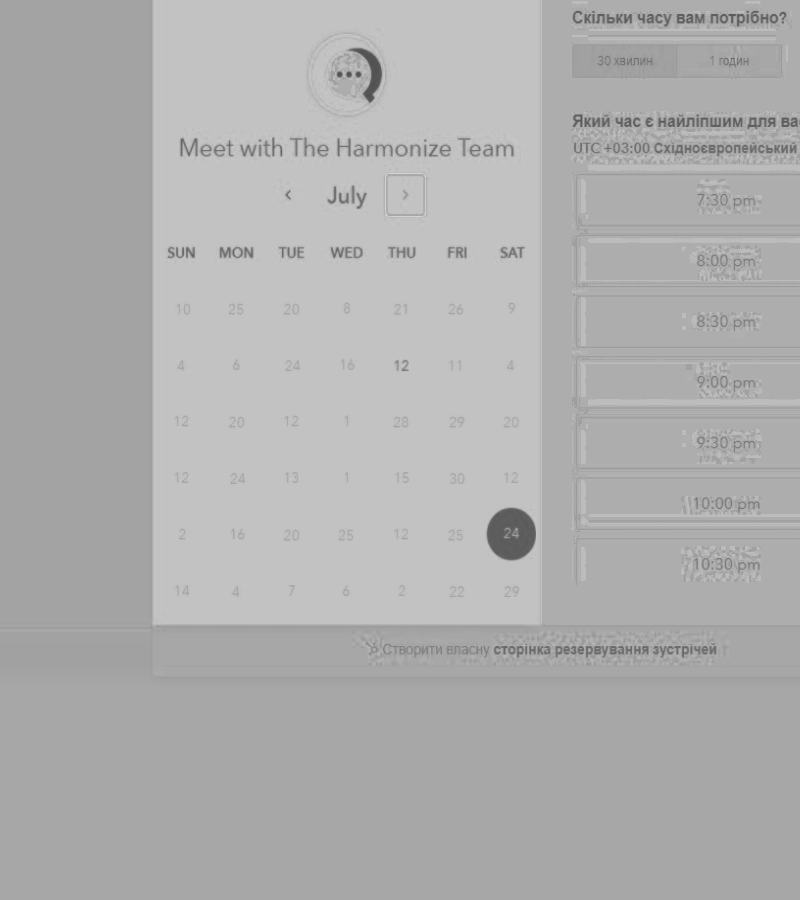 Meet with The Harmonize Team
‹ July ›
SUN MON TUE WED THU FRI SAT
10 25 20 8 21 26 9
4 6 24 16 12 11 4
12 20 12 1 28 29 20
12 24 13 1 15 30 12
2 16 20 25 12 25 24
14 4 7 6 2 22 29
Скільки часу вам потрібно?
30 хвилин 1 годин
Який час є найліпшим для ва
UTC +03:00 Східноєвропейський
7:30 pm
8:00 pm
8:30 pm
9:00 pm
9:30 pm
10:00 pm
10:30 pm
Створити власну сторінка резервування зустрічей